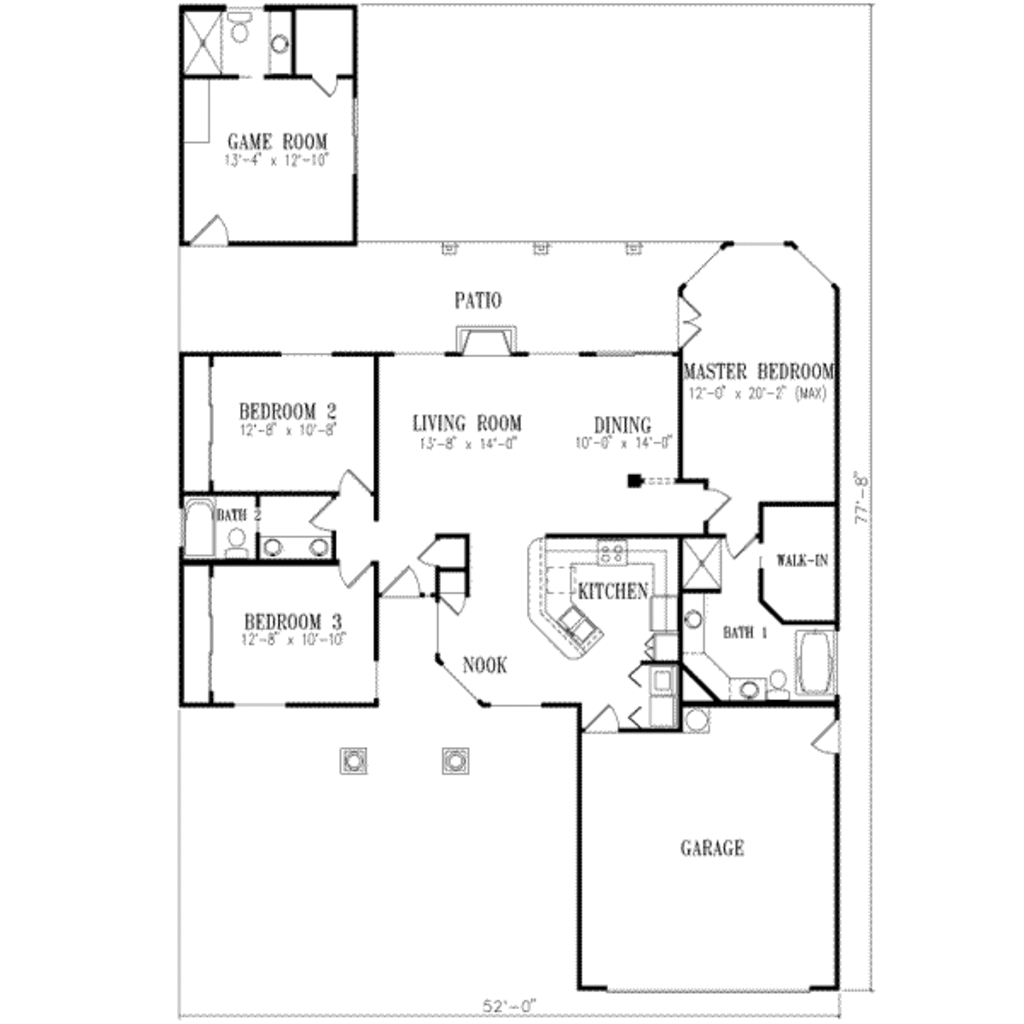 GAME ROOM
13'-4" x 12'-10"
PATIO
MASTER BEDROOM
12'-0" x 20'-2" (MAX)
BEDROOM 2
12'-8" x 10'-8"
LIVING ROOM
13'-8" x 14'-0"
DINING
10'-0" x 14'-0"
77'-8"
BATH 2
WALK-IN
KITCHEN
BEDROOM 3
12'-8" x 10'-10"
BATH 1
NOOK
GARAGE
52'-0"